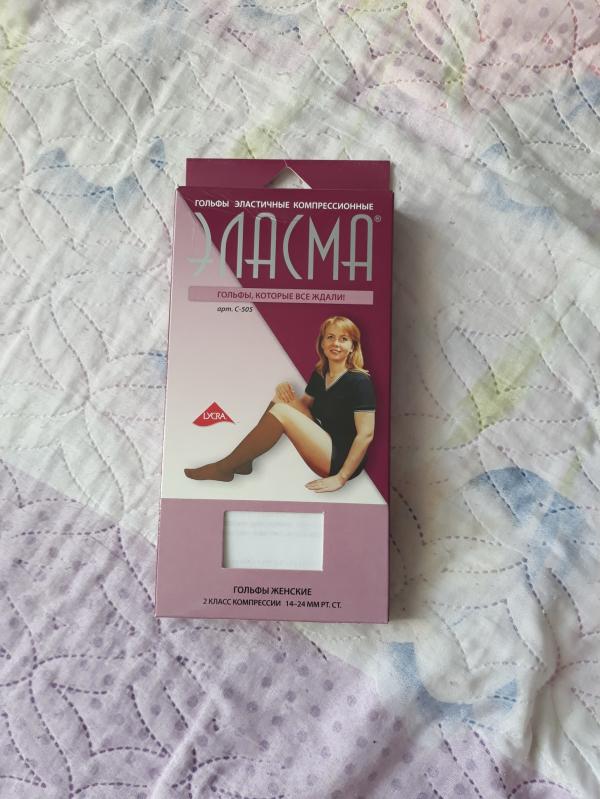 ГОЛЬФЫ ЭЛАСТИЧНЫЕ КОМПРЕССИОННЫЕ
ЭЛАСМА®
ГОЛЬФЫ, КОТОРЫЕ ВСЕ ЖДАЛИ!
арт. С-505
LYCRA
ГОЛЬФЫ ЖЕНСКИЕ
2 КЛАСС КОМПРЕССИИ 14–24 ММ РТ. СТ.